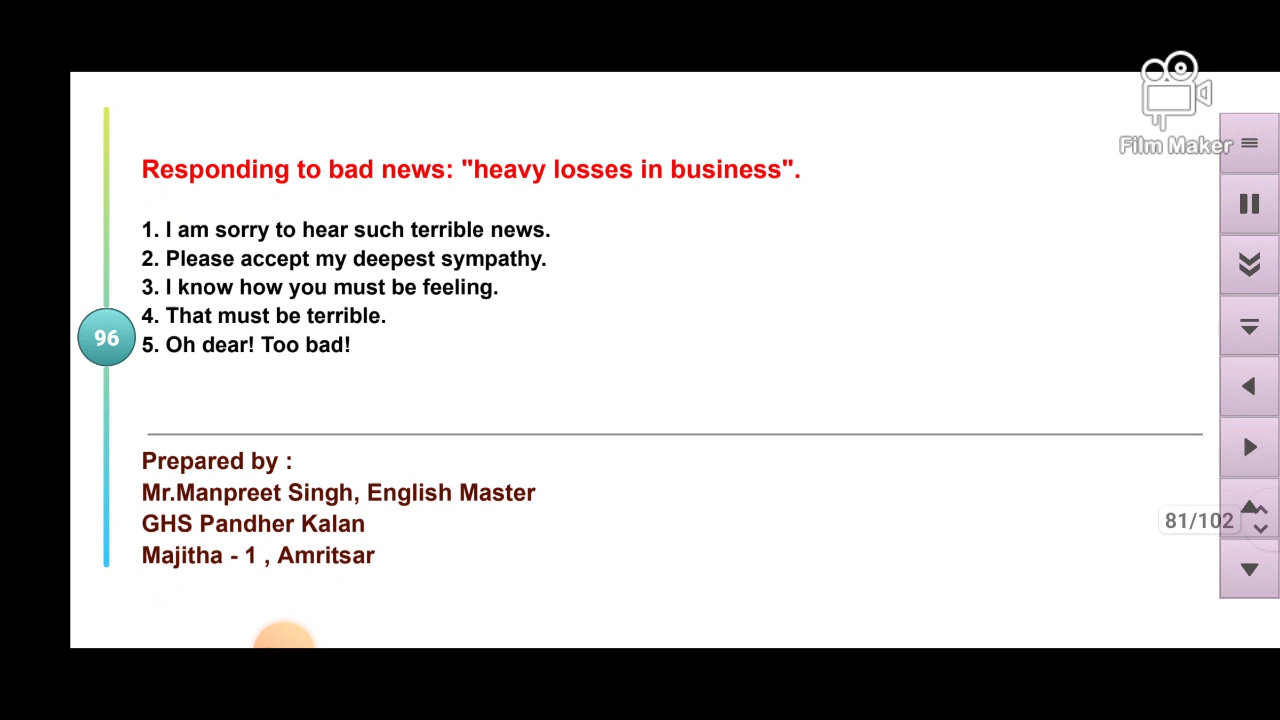 Film Maker
Responding to bad news: "heavy losses in business".
1. I am sorry to hear such terrible news.
2. Please accept my deepest sympathy.
3. I know how you must be feeling.
4. That must be terrible.
96
5. Oh dear! Too bad!
Prepared by :
Mr.Manpreet Singh, English Master
GHS Pandher Kalan
81/102
Majitha - 1 , Amritsar